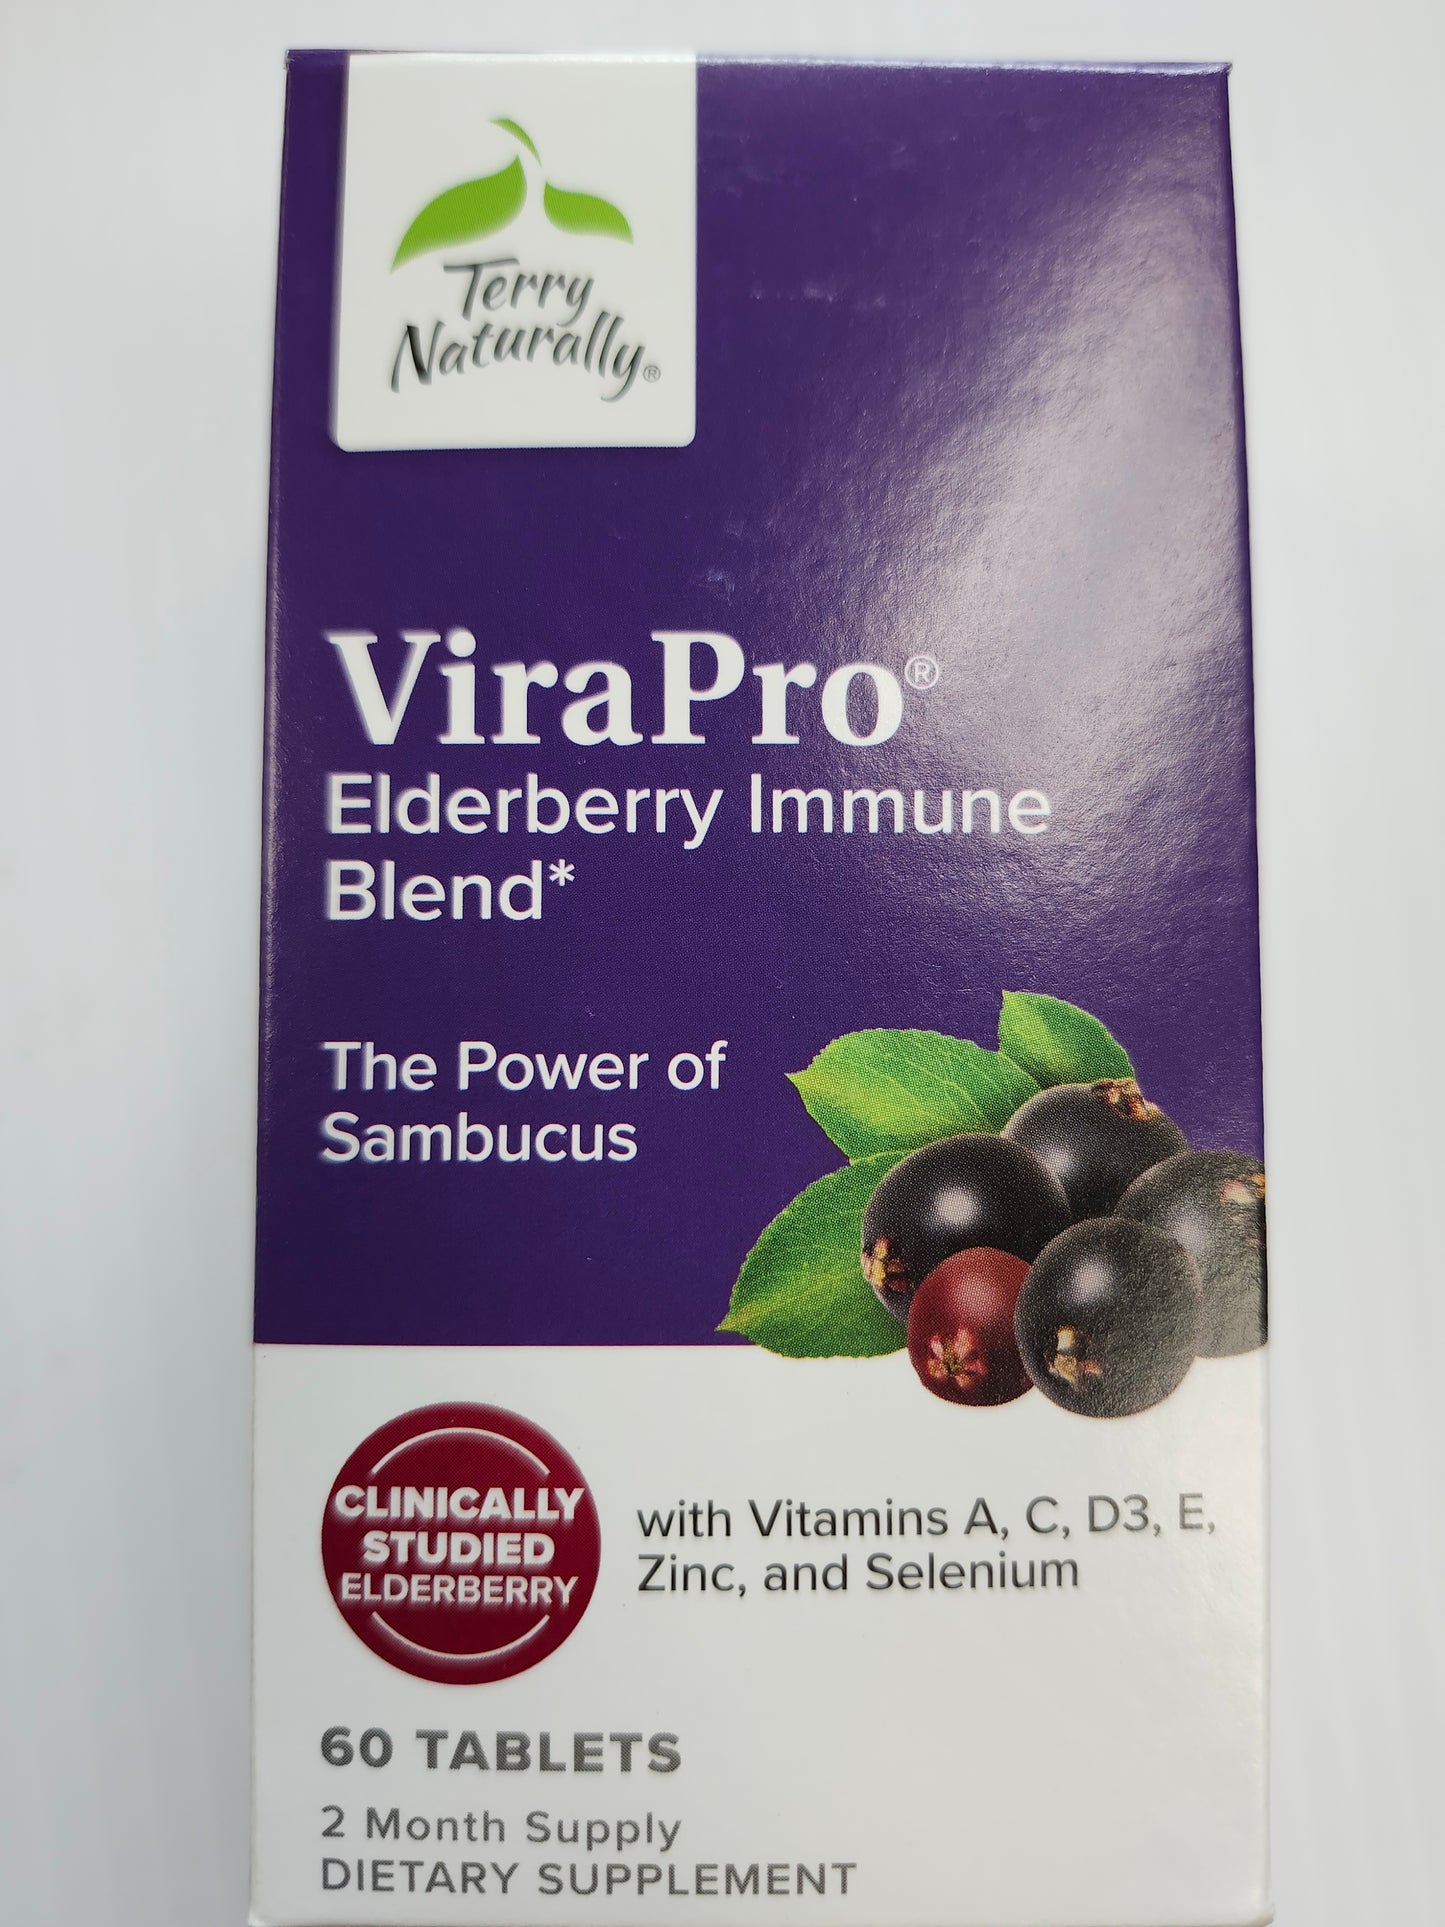 Terry
Naturally®
ViraPro®
Elderberry Immune
Blend*
The Power of
Sambucus
CLINICALLY
STUDIED
ELDERBERRY
with Vitamins A, C, D3, E,
Zinc, and Selenium
60 TABLETS
2 Month Supply
DIETARY SUPPLEMENT